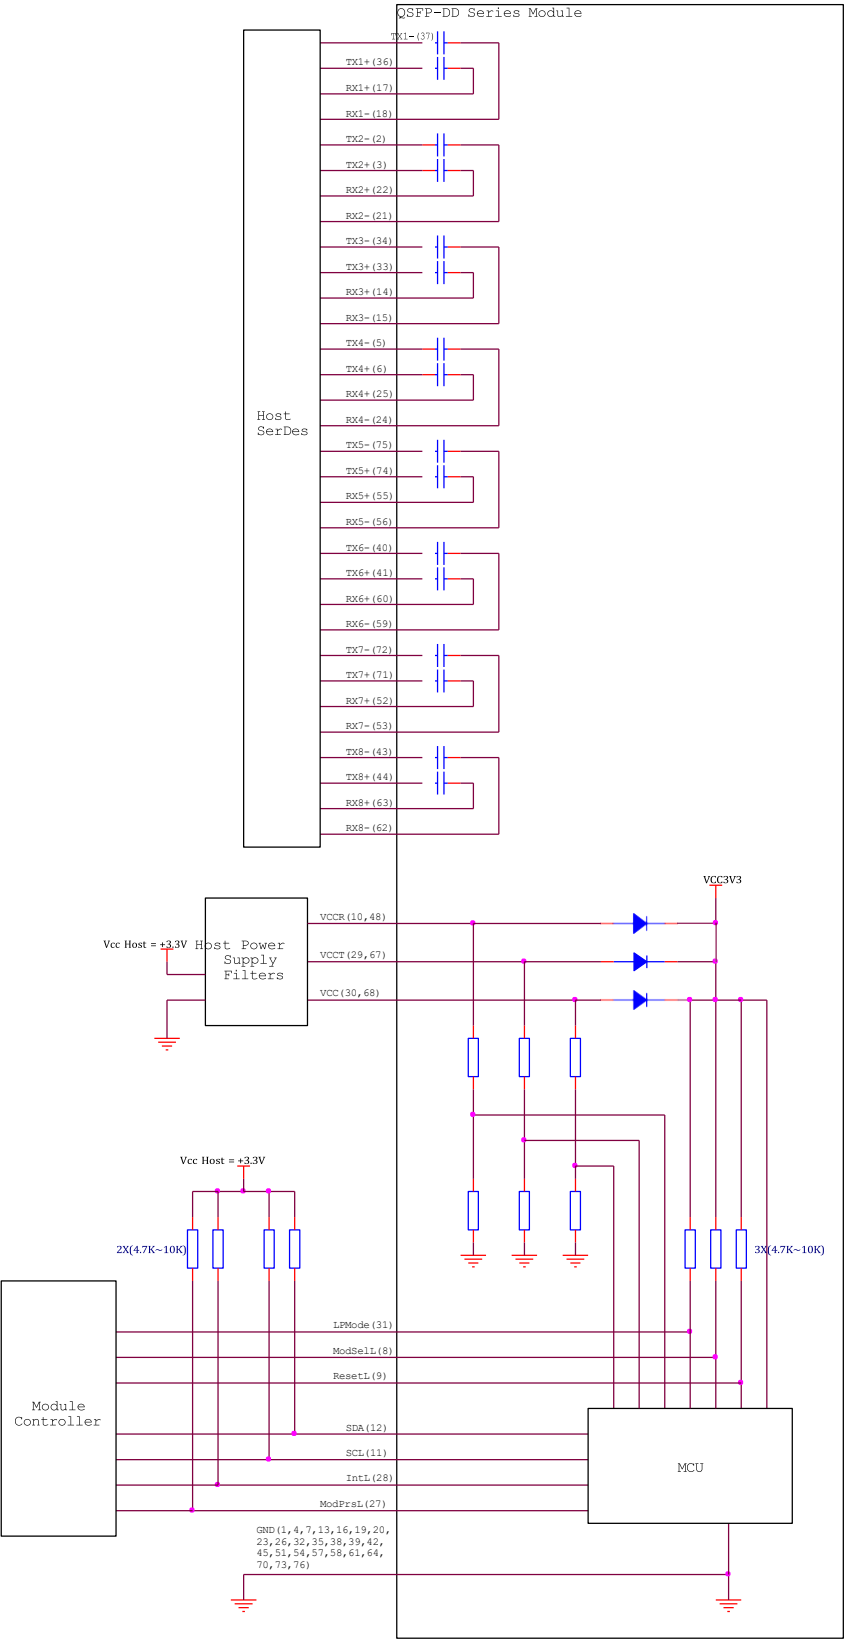 QSFP-DD Series Module
TX1-(37)
TX1+(36)
RX1+(17)
RX1-(18)
TX2-(2)
TX2+(3)
RX2+(22)
RX2-(21)
TX3-(34)
TX3+(33)
RX3+(14)
RX3-(15)
TX4-(5)
TX4+(6)
RX4+(25)
RX4-(24)
Host
SerDes
TX5-(75)
TX5+(74)
RX5+(55)
RX5-(56)
TX6-(40)
TX6+(41)
RX6+(60)
RX6-(59)
TX7-(72)
TX7+(71)
RX7+(52)
RX7-(53)
TX8-(43)
TX8+(44)
RX8+(63)
RX8-(62)
VCC3V3
VCCR(10,48)
Vcc Host = +3.3V
Host Power
Supply
Filters
VCCT(29,67)
VCC(30,68)
Vcc Host = +3.3V
2X(4.7K~10K)
3X(4.7K~10K)
LPMode(31)
ModSelL(8)
ResetL(9)
Module
Controller
SDA(12)
SCL(11)
IntL(28)
ModPrsL(27)
MCU
GND(1,4,7,13,16,19,20,
23,26,32,35,38,39,42,
45,51,54,57,58,61,64,
70,73,76)